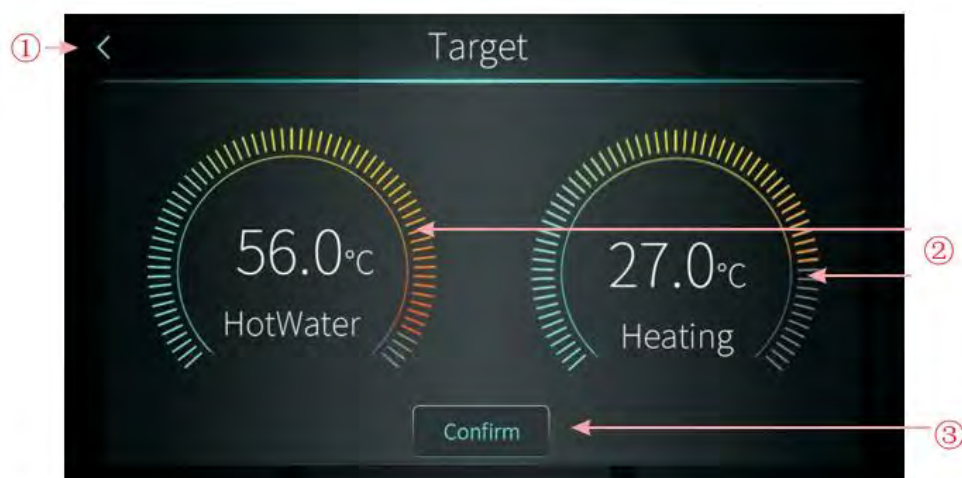 ① Target
56.0°C 27.0°C ②
HotWater Heating
Confirm ③